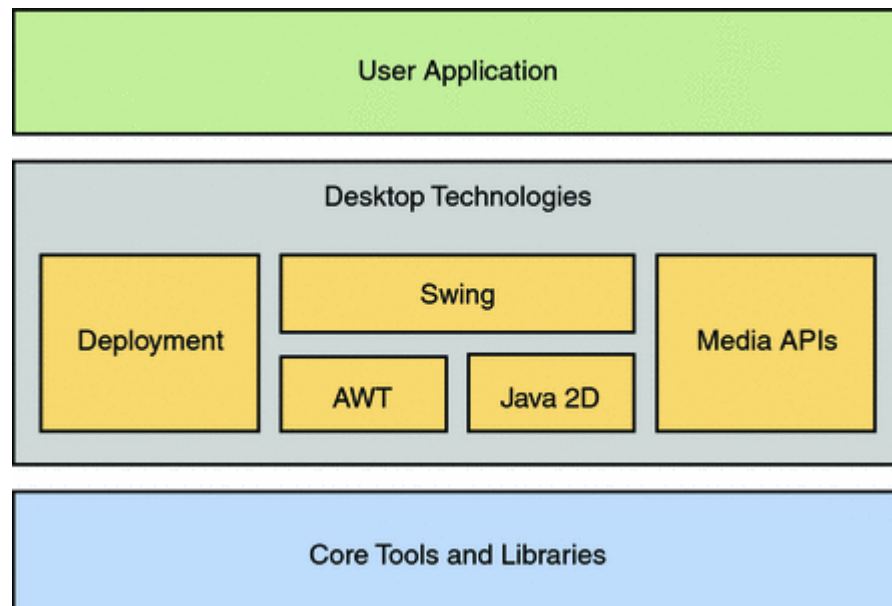 User Application
Desktop Technologies
Deployment
Swing
AWT
Java 2D
Media APIs
Core Tools and Libraries